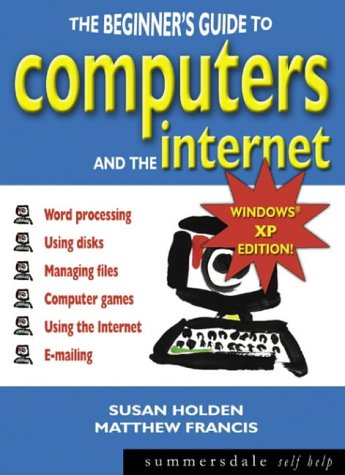 THE BEGINNER'S GUIDE TO
computers
AND THE internet
WINDOWS®
XP
EDITION!
Word processing
Using disks
Managing files
Computer games
Using the Internet
E-mailing
SUSAN HOLDEN
MATTHEW FRANCIS
summersdale self help